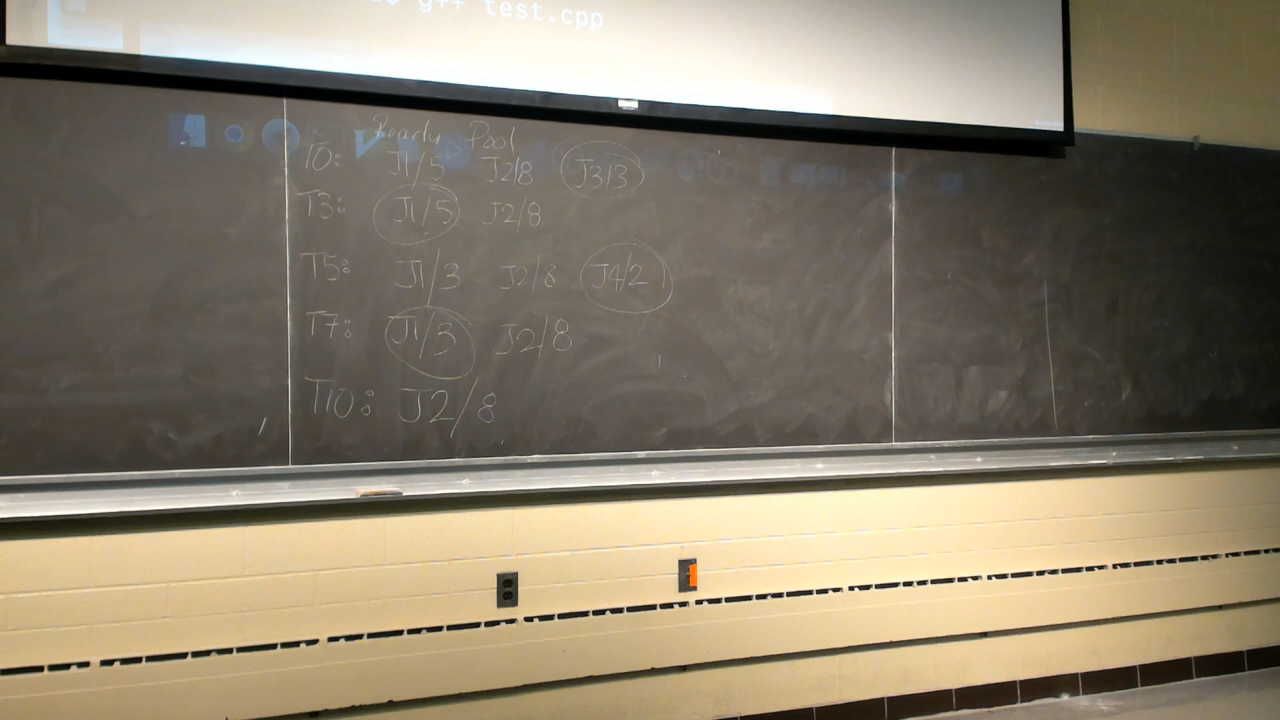 g++ test.cpp
Ready Pool
T0: J1/5 J2/8 J3/3
T3: J1/5 J2/8
T5: J1/3 J2/8 J4/2
T7: J1/3 J2/8
T10: J2/8